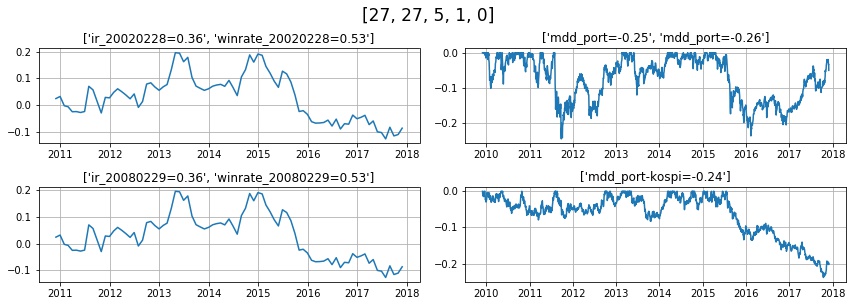 [27, 27, 5, 1, 0]
['ir_20020228=0.36', 'winrate_20020228=0.53']
0.2
0.1
0.0
−0.1
2011 2012 2013 2014 2015 2016 2017 2018
['mdd_port=-0.25', 'mdd_port=-0.26']
0.0
−0.1
−0.2
2010 2011 2012 2013 2014 2015 2016 2017 2018
['ir_20080229=0.36', 'winrate_20080229=0.53']
0.2
0.1
0.0
−0.1
2011 2012 2013 2014 2015 2016 2017 2018
['mdd_port-kospi=-0.24']
0.0
−0.1
−0.2
2010 2011 2012 2013 2014 2015 2016 2017 2018